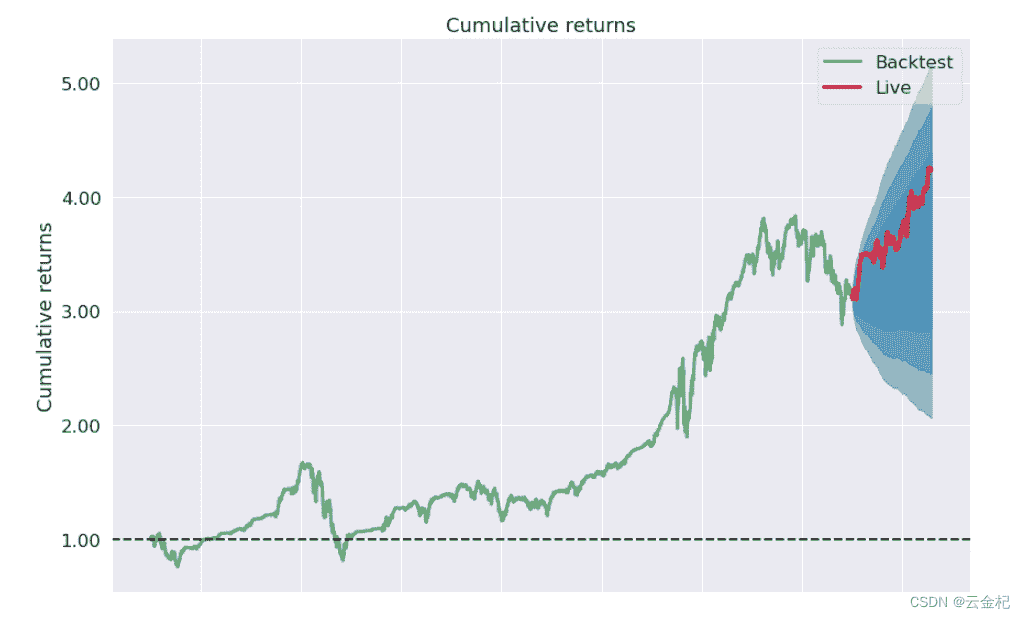 Cumulative returns
Backtest
Live
5.00
4.00
3.00
2.00
1.00
Cumulative returns
CSDN @云金杞